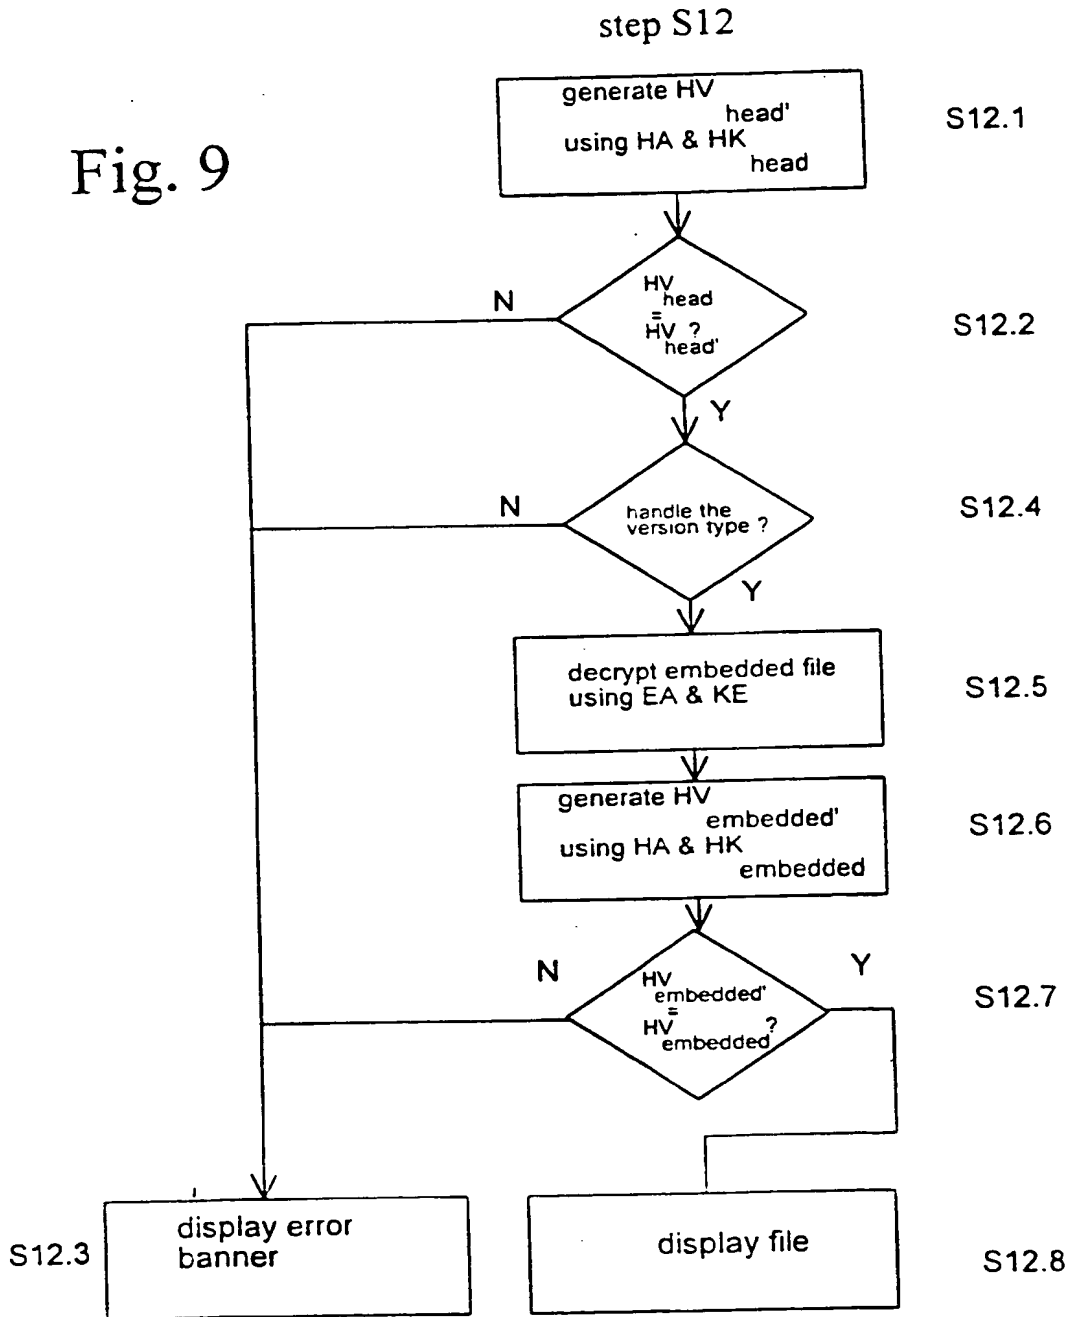 step S12
Fig. 9
generate HV
head'
using HA & HK
head
S12.1
N
HV
head
=
HV ?
head'
S12.2
Y
N
handle the
version type ?
S12.4
Y
decrypt embedded file
using EA & KE
S12.5
generate HV
embedded'
using HA & HK
embedded
S12.6
N
HV
embedded'
=
HV ?
embedded
Y
S12.7
S12.3
display error
banner
display file
S12.8